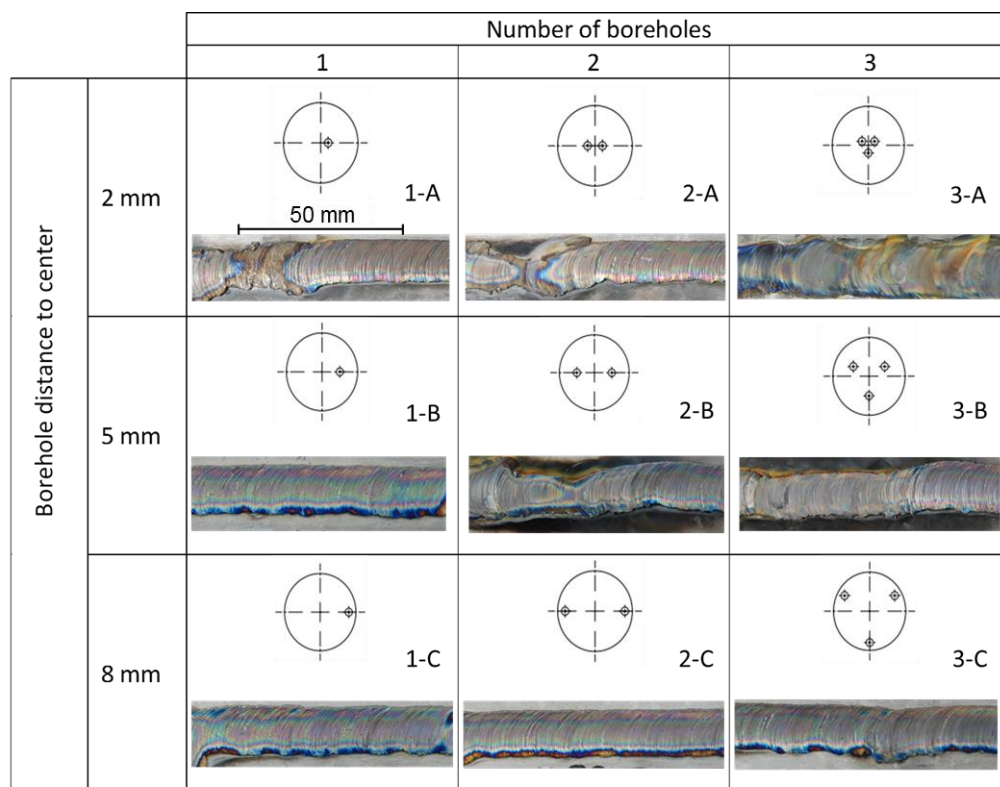 Number of boreholes
1 2 3
Borehole distance to center
2 mm
1-A
2-A
3-A
50 mm
5 mm
1-B
2-B
3-B
8 mm
1-C
2-C
3-C